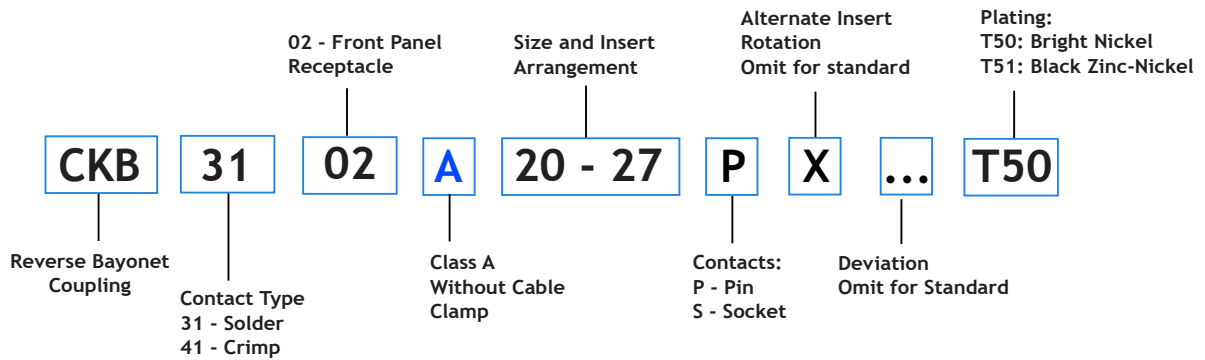 Alternate Insert
Rotation
Omit for standard
Plating:
T50: Bright Nickel
T51: Black Zinc-Nickel
02 - Front Panel
Receptacle
Size and Insert
Arrangement
CKB 31 02 A 20 - 27 P X ... T50
Reverse Bayonet
Coupling
Contact Type
31 - Solder
41 - Crimp
Class A
Without Cable
Clamp
Contacts:
P - Pin
S - Socket
Deviation
Omit for Standard